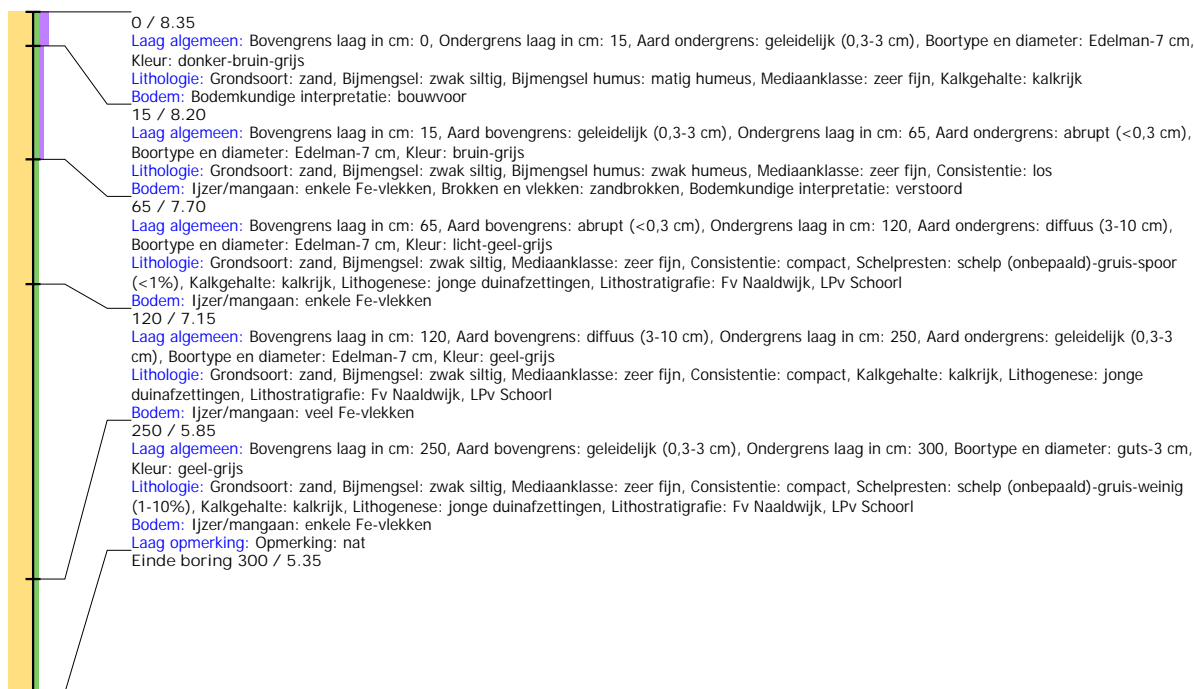 0 / 8.35
Laag algemeen: Bovengrens laag in cm: 0, Ondergrens laag in cm: 15, Aard ondergrens: geleidelijk (0,3-3 cm), Boortype en diameter: Edelman-7 cm,
Kleur: donker-bruin-grijs
Lithologie: Grondsoort: zand, Bijmengsel: zwak siltig, Bijmengsel humus: matig humeus, Mediaanklasse: zeer fijn, Kalkgehalte: kalkrijk
Bodem: Bodemkundige interpretatie: bouwvoor
15 / 8.20
Laag algemeen: Bovengrens laag in cm: 15, Aard bovengrens: geleidelijk (0,3-3 cm), Ondergrens laag in cm: 65, Aard ondergrens: abrupt (<0,3 cm),
Boortype en diameter: Edelman-7 cm, Kleur: bruin-grijs
Lithologie: Grondsoort: zand, Bijmengsel: zwak siltig, Bijmengsel humus: zwak humeus, Mediaanklasse: zeer fijn, Consistentie: los
Bodem: Ijzer/mangaan: enkele Fe-vlekken, Brokken en vlekken: zandbrokken, Bodemkundige interpretatie: verstoord
65 / 7.70
Laag algemeen: Bovengrens laag in cm: 65, Aard bovengrens: abrupt (<0,3 cm), Ondergrens laag in cm: 120, Aard ondergrens: diffuus (3-10 cm),
Boortype en diameter: Edelman-7 cm, Kleur: licht-geel-grijs
Lithologie: Grondsoort: zand, Bijmengsel: zwak siltig, Mediaanklasse: zeer fijn, Consistentie: compact, Schelpresten: schelp (onbepaald)-gruis-spoor
(<1%), Kalkgehalte: kalkrijk, Lithogenese: jonge duinafzettingen, Lithostratigrafie: Fv Naaldwijk, LPv Schoorl
Bodem: Ijzer/mangaan: enkele Fe-vlekken
120 / 7.15
Laag algemeen: Bovengrens laag in cm: 120, Aard bovengrens: diffuus (3-10 cm), Ondergrens laag in cm: 250, Aard ondergrens: geleidelijk (0,3-3
cm), Boortype en diameter: Edelman-7 cm, Kleur: geel-grijs
Lithologie: Grondsoort: zand, Bijmengsel: zwak siltig, Mediaanklasse: zeer fijn, Consistentie: compact, Kalkgehalte: kalkrijk, Lithogenese: jonge
duinafzettingen, Lithostratigrafie: Fv Naaldwijk, LPv Schoorl
Bodem: Ijzer/mangaan: veel Fe-vlekken
250 / 5.85
Laag algemeen: Bovengrens laag in cm: 250, Aard bovengrens: geleidelijk (0,3-3 cm), Ondergrens laag in cm: 300, Boortype en diameter: guts-3 cm,
Kleur: geel-grijs
Lithologie: Grondsoort: zand, Bijmengsel: zwak siltig, Mediaanklasse: zeer fijn, Consistentie: compact, Schelpresten: schelp (onbepaald)-gruis-weinig
(1-10%), Kalkgehalte: kalkrijk, Lithogenese: jonge duinafzettingen, Lithostratigrafie: Fv Naaldwijk, LPv Schoorl
Bodem: Ijzer/mangaan: enkele Fe-vlekken
Laag opmerking: Opmerking: nat
Einde boring 300 / 5.35